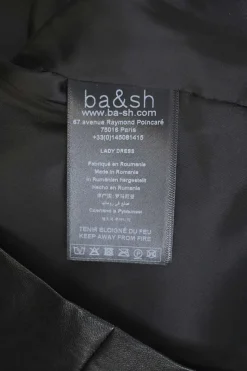 ba&sh
www.ba-sh.com
67 avenue Raymond Poincaré
75016 Paris
+33(0)145081415
LADY DRESS
Fabriqué en Roumanie
Made in Romania
In Rumänien hergestellt
Hecho en Rumanía
TENIR ÉLOIGNÉ DU FEU
KEEP AWAY FROM FIRE